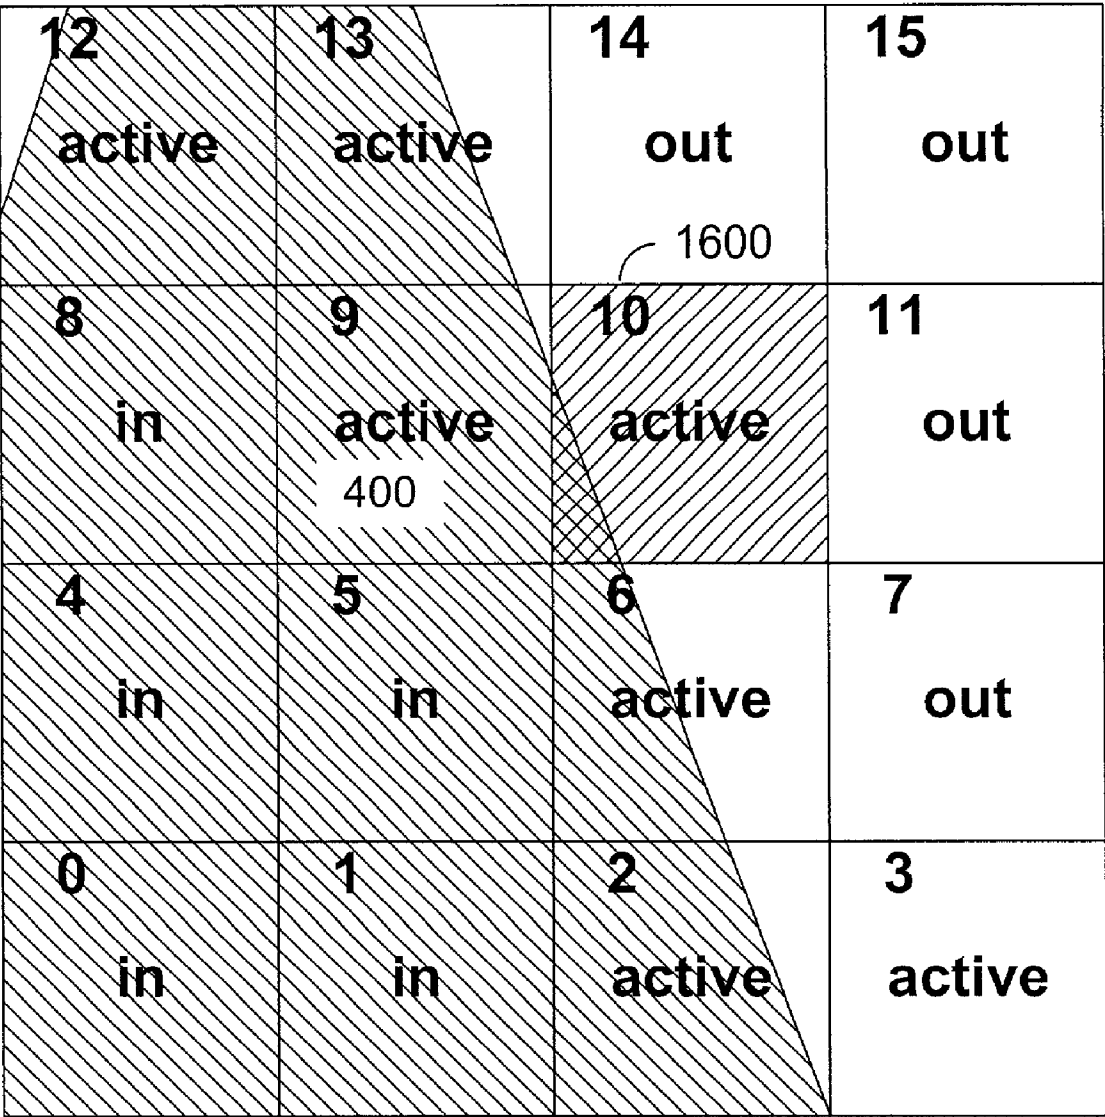 12 13 14 15
active active out out
1600
8 9 10 11
in active active out
400
4 5 6 7
in in active out
0 1 2 3
in in active active